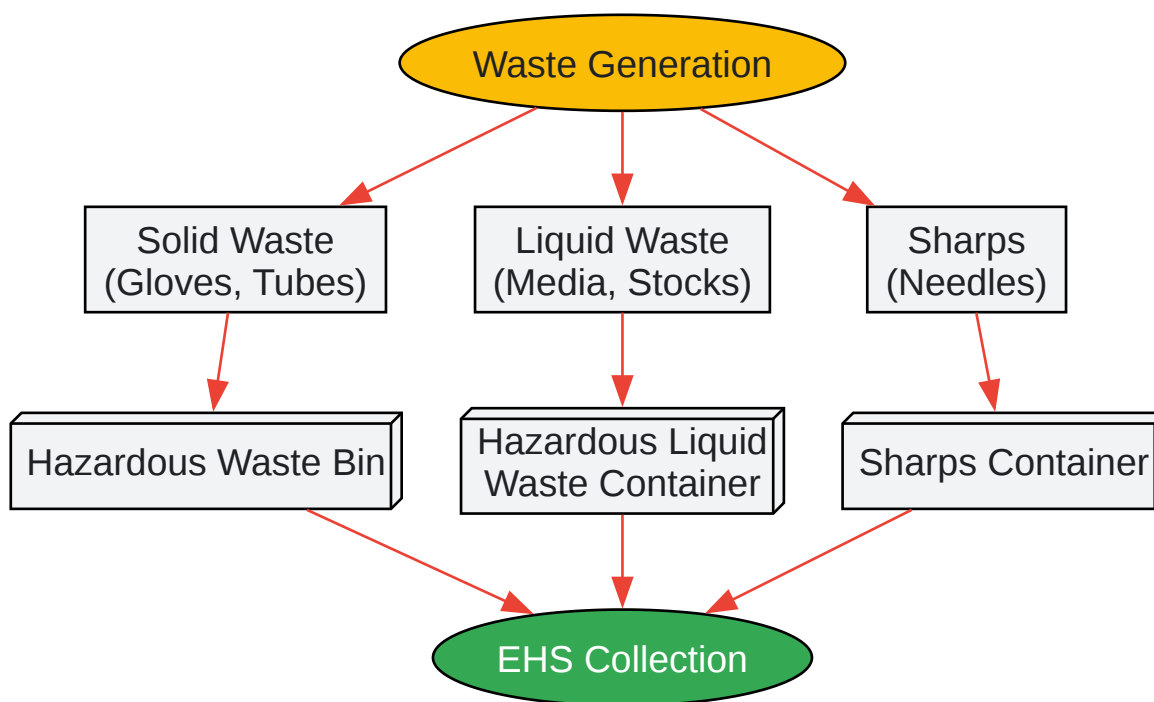 Waste Generation
Solid Waste
(Gloves, Tubes)
Liquid Waste
(Media, Stocks)
Sharps
(Needles)
Hazardous Waste Bin
Hazardous Liquid
Waste Container
Sharps Container
EHS Collection